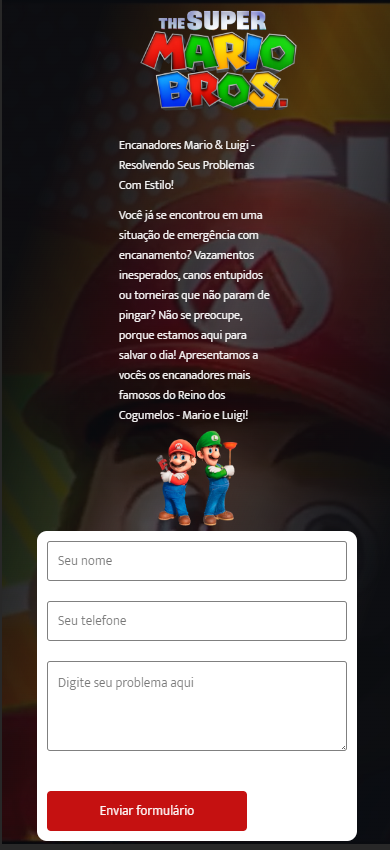 THE SUPER
MARIO
BROS.
Encanadores Mario & Luigi -
Resolvendo Seus Problemas
Com Estilo!
Você já se encontrou em uma
situação de emergência com
encanamento? Vazamentos
inesperados, canos entupidos
ou torneiras que não param de
pingar? Não se preocupe,
porque estamos aqui para
salvar o dia! Apresentamos a
vocês os encanadores mais
famosos do Reino dos
Cogumelos - Mario e Luigi!
Seu nome
Seu telefone
Digite seu problema aqui
Enviar formulário